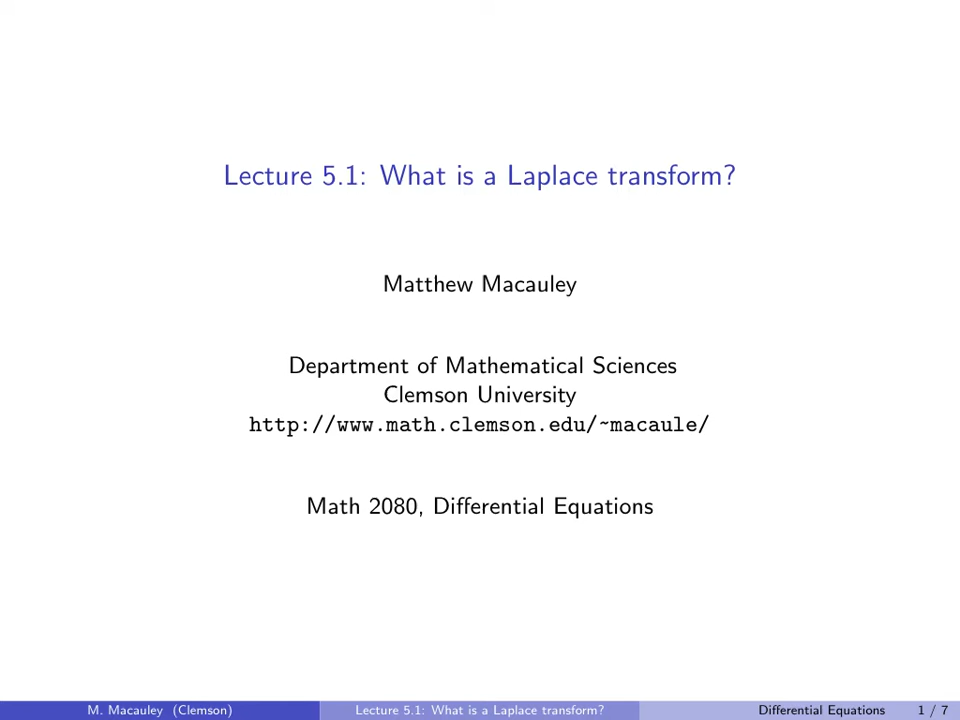 Lecture 5.1: What is a Laplace transform?
Matthew Macauley
Department of Mathematical Sciences
Clemson University
http://www.math.clemson.edu/~macaule/
Math 2080, Differential Equations
M. Macauley (Clemson) Lecture 5.1: What is a Laplace transform? Differential Equations 1 / 7